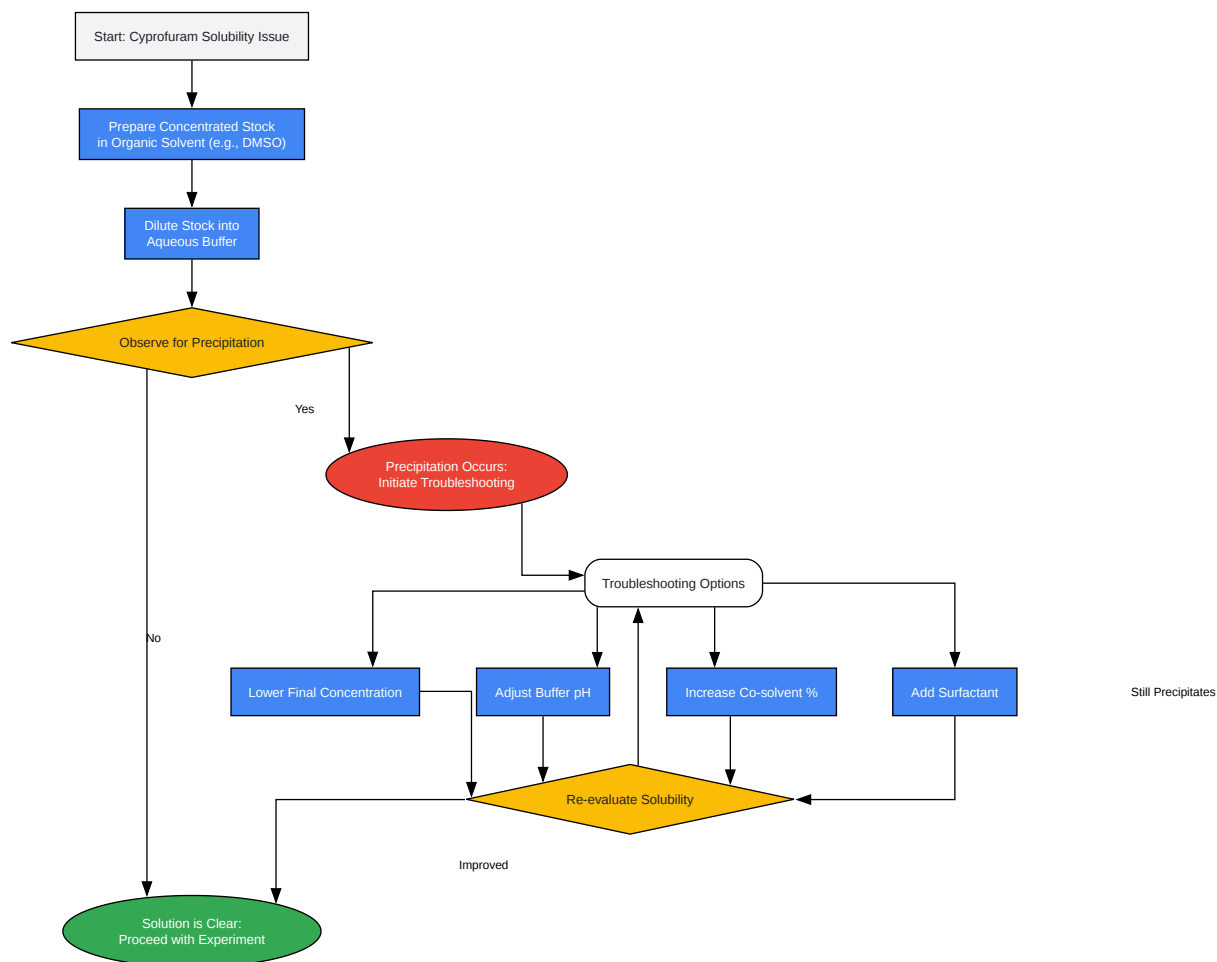 Start: Cyprofuram Solubility Issue
Prepare Concentrated Stock
in Organic Solvent (e.g., DMSO)
Dilute Stock into
Aqueous Buffer
Observe for Precipitation
Yes
Precipitation Occurs:
Initiate Troubleshooting
Troubleshooting Options
No
Lower Final Concentration
Adjust Buffer pH
Increase Co-solvent %
Add Surfactant
Still Precipitates
Re-evaluate Solubility
Improved
Solution is Clear:
Proceed with Experiment